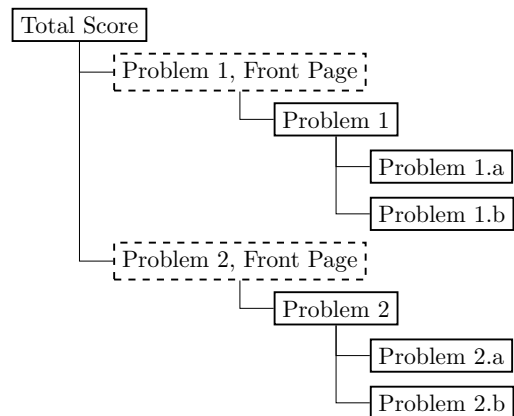 Total Score
Problem 1, Front Page
Problem 1
Problem 1.a
Problem 1.b
Problem 2, Front Page
Problem 2
Problem 2.a
Problem 2.b